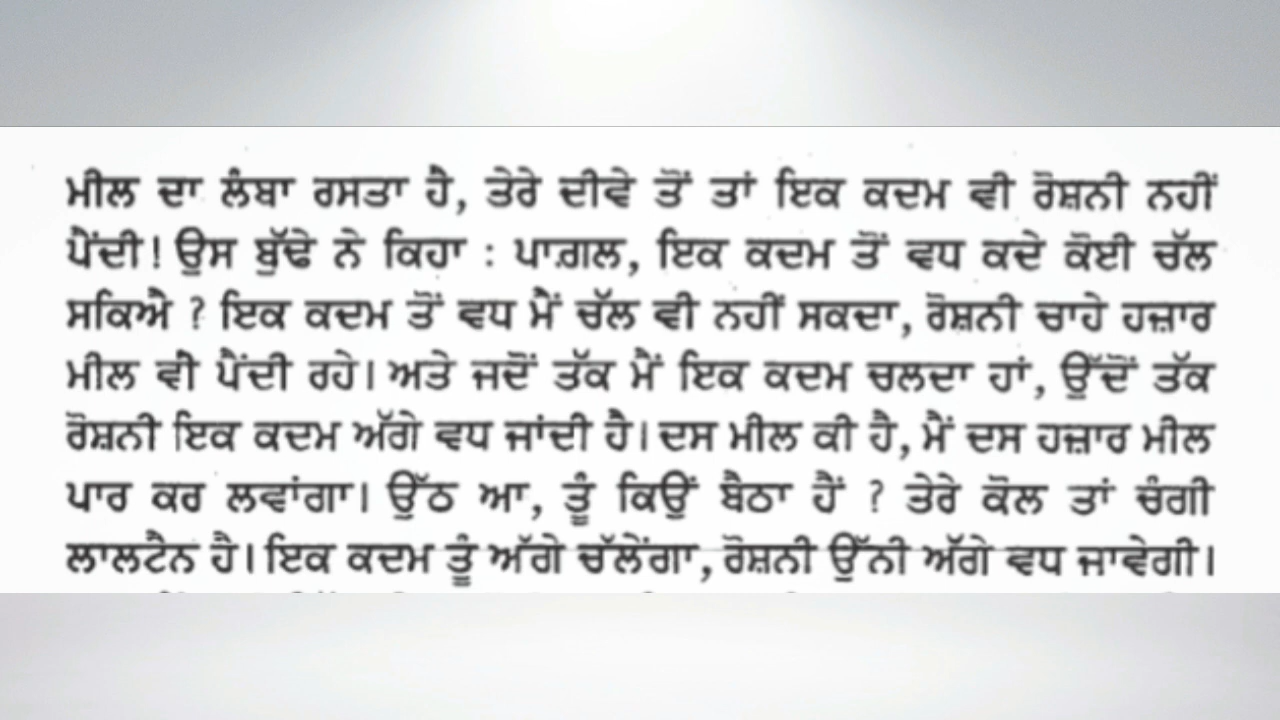 ਮੀਲ ਦਾ ਲੰਬਾ ਰਸਤਾ ਹੈ, ਤੇਰੇ ਦੀਵੇ ਤੋਂ ਤਾਂ ਇਕ ਕਦਮ ਵੀ ਰੌਸ਼ਨੀ ਨਹੀਂ
ਪੈਂਦੀ! ਉਸ ਬੁੱਢੇ ਨੇ ਕਿਹਾ : ਪਾਗ਼ਲ, ਇਕ ਕਦਮ ਤੋਂ ਵਧ ਕਦੇ ਕੋਈ ਚੱਲ
ਸਕਿਐ ? ਇਕ ਕਦਮ ਤੋਂ ਵਧ ਮੈਂ ਚੱਲ ਵੀ ਨਹੀਂ ਸਕਦਾ, ਰੌਸ਼ਨੀ ਚਾਹੇ ਹਜ਼ਾਰ
ਮੀਲ ਵੀ ਪੈਂਦੀ ਰਹੇ। ਅਤੇ ਜਦੋਂ ਤੱਕ ਮੈਂ ਇਕ ਕਦਮ ਚਲਦਾ ਹਾਂ, ਉੱਦੋਂ ਤੱਕ
ਰੌਸ਼ਨੀ ਇਕ ਕਦਮ ਅੱਗੇ ਵਧ ਜਾਂਦੀ ਹੈ। ਦਸ ਮੀਲ ਕੀ ਹੈ, ਮੈਂ ਦਸ ਹਜ਼ਾਰ ਮੀਲ
ਪਾਰ ਕਰ ਲਵਾਂਗਾ। ਉੱਠ ਆ, ਤੂੰ ਕਿਉਂ ਬੈਠਾ ਹੈਂ ? ਤੇਰੇ ਕੋਲ ਤਾਂ ਚੰਗੀ
ਲਾਲਟੈਨ ਹੈ। ਇਕ ਕਦਮ ਤੂੰ ਅੱਗੇ ਚੱਲੇਂਗਾ, ਰੌਸ਼ਨੀ ਉੱਨੀ ਅੱਗੇ ਵਧ ਜਾਵੇਗੀ।